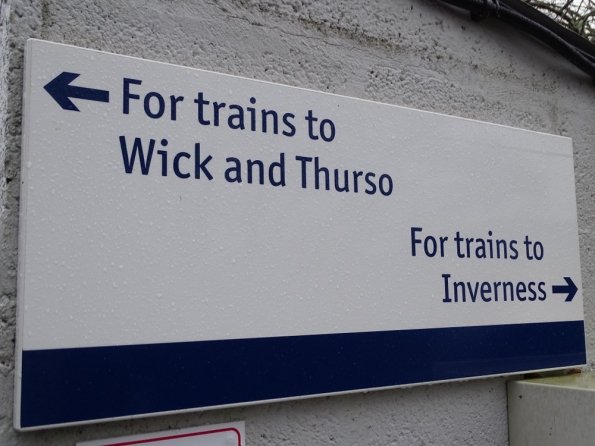 For trains to
Wick and Thurso
For trains to
Inverness